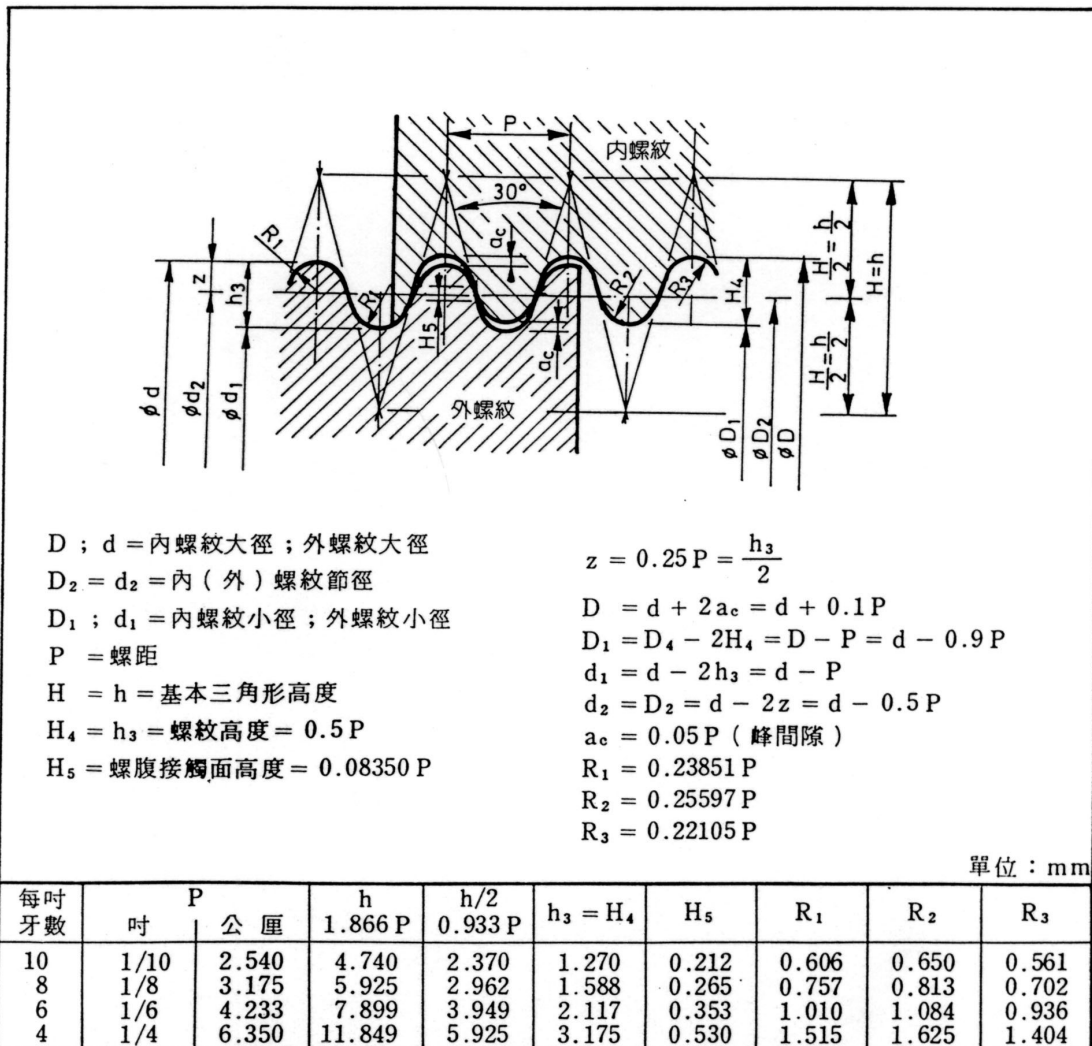 P
內螺紋
30°
ac
R1
z
h3
R1
H5
ac
R2
R3
H4
H/2=h/2
H=h
H/2=h/2
外螺紋
ød
ød2
ød1
øD1
øD2
øD
D ; d =內螺紋大徑；外螺紋大徑
D2 = d2 =內（外）螺紋節徑
D1 ; d1 =內螺紋小徑；外螺紋小徑
P =螺距
H = h =基本三角形高度
H4 = h3 =螺紋高度= 0.5 P
H5 =螺腹接觸面高度= 0.08350 P
z = 0.25 P = h3/2
D = d + 2ac = d + 0.1 P
D1 = D4 − 2H4 = D − P = d − 0.9 P
d1 = d − 2h3 = d − P
d2 = D2 = d − 2z = d − 0.5 P
ac = 0.05 P（峰間隙）
R1 = 0.23851 P
R2 = 0.25597 P
R3 = 0.22105 P
單位：mm
每吋牙數 P 吋 公厘 h 1.866 P h/2 0.933 P h3 = H4 H5 R1 R2 R3
10 1/10 2.540 4.740 2.370 1.270 0.212 0.606 0.650 0.561
8 1/8 3.175 5.925 2.962 1.588 0.265 0.757 0.813 0.702
6 1/6 4.233 7.899 3.949 2.117 0.353 1.010 1.084 0.936
4 1/4 6.350 11.849 5.925 3.175 0.530 1.515 1.625 1.404